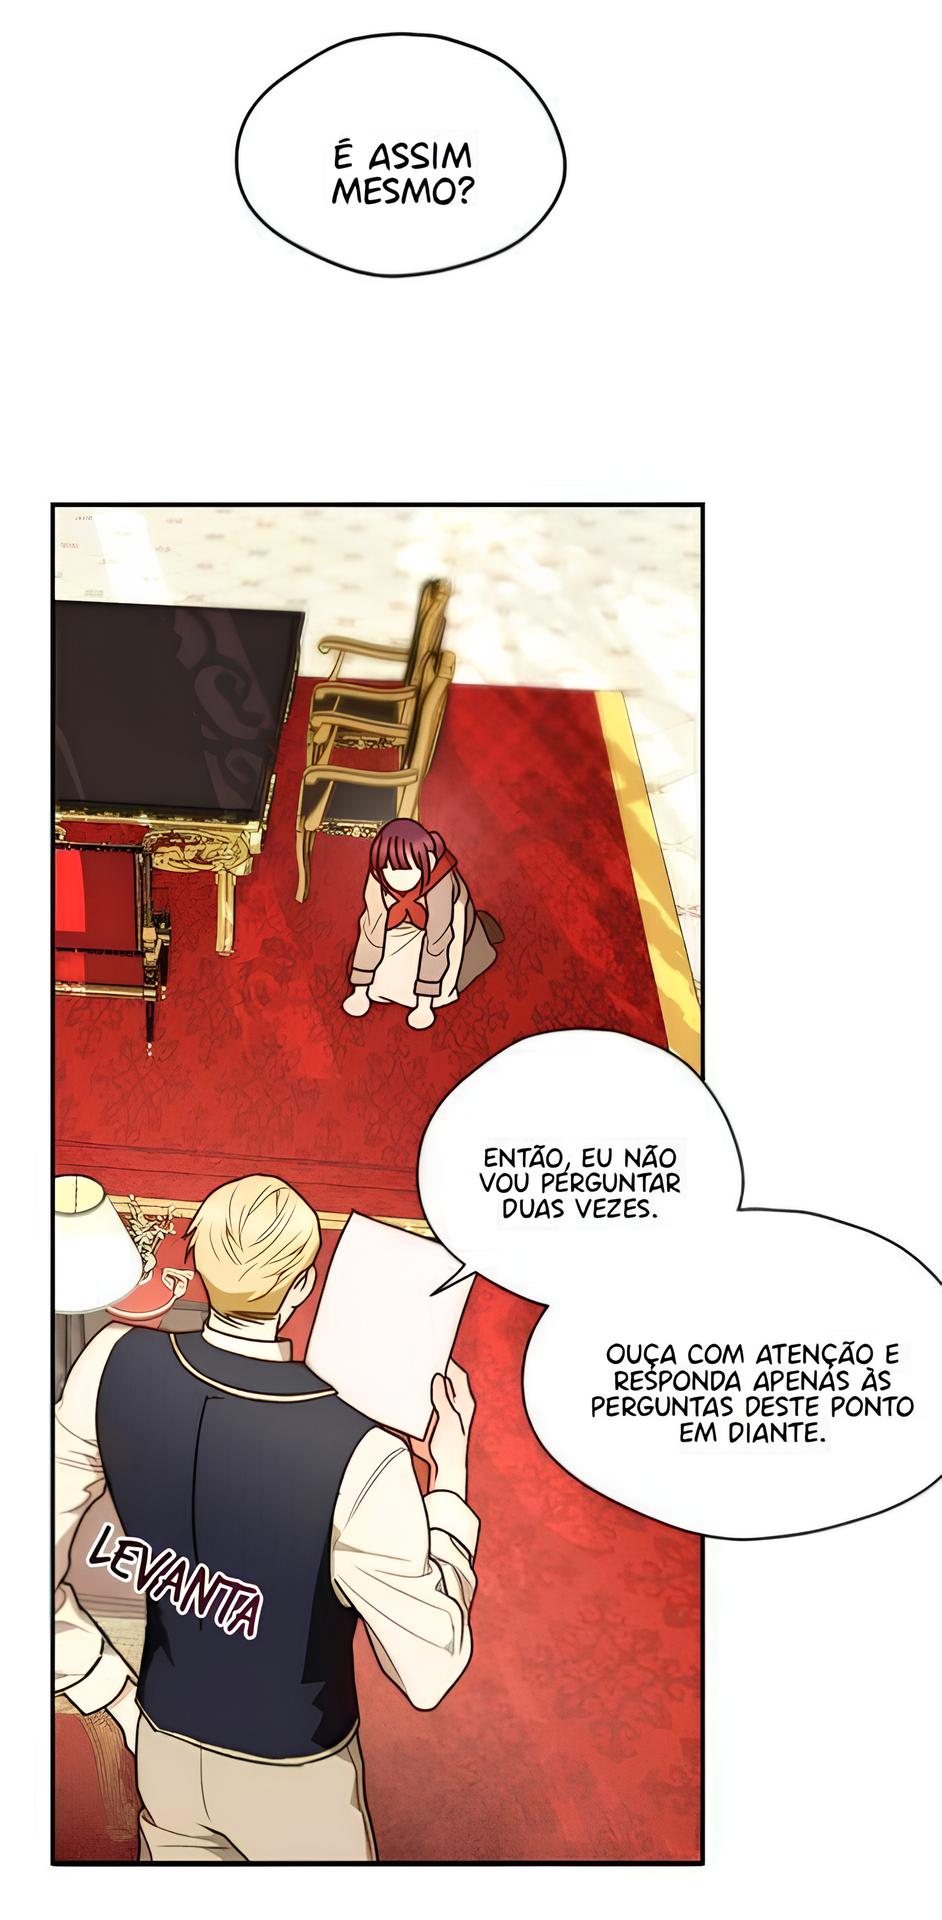 É ASSIM
MESMO?
ENTÃO, EU NÃO
VOU PERGUNTAR
DUAS VEZES.
OUÇA COM ATENÇÃO E
RESPONDA APENAS ÀS
PERGUNTAS DESTE PONTO
EM DIANTE.
LEVANTA